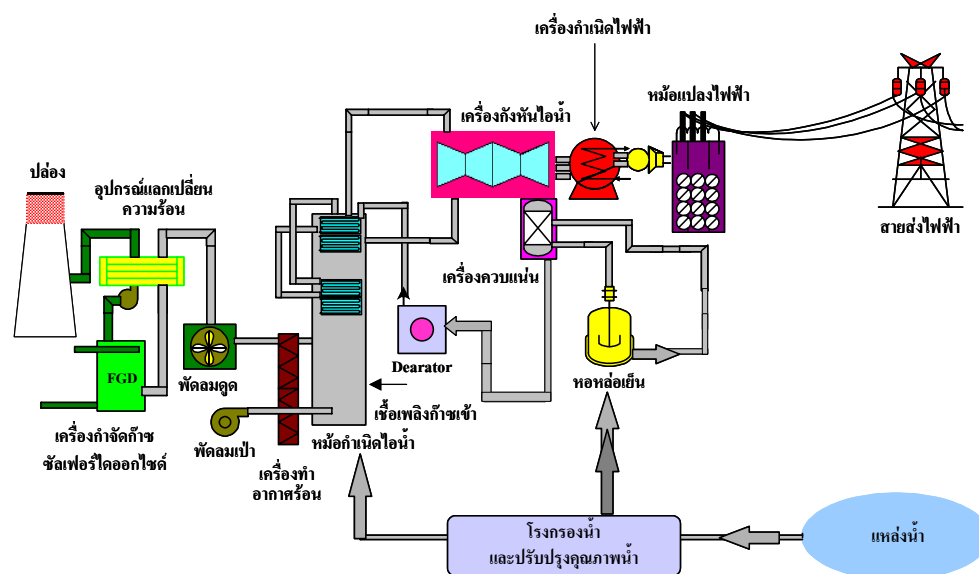 เครื่องกำเนิดไฟฟ้า
หม้อแปลงไฟฟ้า
เครื่องกังหันไอน้ำ
ปล่อง
อุปกรณ์แลกเปลี่ยน
ความร้อน
สายส่งไฟฟ้า
เครื่องควบแน่น
Dearator
FGD
พัดลมดูด
หอหล่อเย็น
เชื้อเพลิงก๊าซเข้า
เครื่องกำจัดก๊าซ
ซัลเฟอร์ไดออกไซด์
พัดลมเป่า
หม้อกำเนิดไอน้ำ
เครื่องทำ
อากาศร้อน
โรงกรองน้ำ
และปรับปรุงคุณภาพน้ำ
แหล่งน้ำ